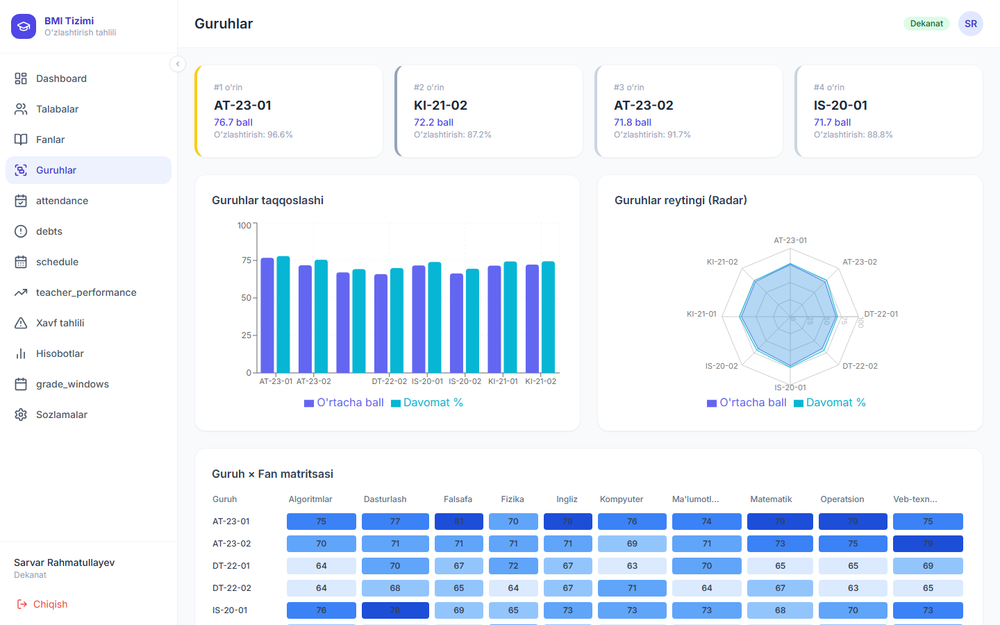 BMI Tizimi
O'zlashtirish tahlili
Dashboard
Talabalar
Fanlar
Guruhlar
attendance
debts
schedule
teacher_performance
Xavf tahlili
Hisobotlar
grade_windows
Sozlamalar
Sarvar Rahmatullayev
Dekanat
Chiqish
Guruhlar
Dekanat
SR
#1 o'rin
AT-23-01
76.7 ball
O'zlashtirish: 96.6%
#2 o'rin
KI-21-02
72.2 ball
O'zlashtirish: 87.2%
#3 o'rin
AT-23-02
71.8 ball
O'zlashtirish: 91.7%
#4 o'rin
IS-20-01
71.7 ball
O'zlashtirish: 88.8%
Guruhlar taqqoslashi
100
75
50
25
0
AT-23-01 AT-23-02 DT-22-02 IS-20-01 IS-20-02 KI-21-01 KI-21-02
O'rtacha ball Davomat %
Guruhlar reytingi (Radar)
AT-23-01
KI-21-02 AT-23-02
KI-21-01 DT-22-01
0 25 50 75 100
IS-20-02 DT-22-02
IS-20-01
O'rtacha ball Davomat %
Guruh × Fan matritsasi
Guruh Algoritmlar Dasturlash Falsafa Fizika Ingliz Kompyuter Ma'lumotl... Matematik Operatsion Veb-texn...
AT-23-01 75 77 81 70 79 76 74 79 79 75
AT-23-02 70 71 71 71 71 69 71 73 75 79
DT-22-01 64 70 67 72 67 63 70 65 65 69
DT-22-02 64 68 65 64 67 71 64 67 63 65
IS-20-01 76 78 69 65 73 73 73 68 70 73